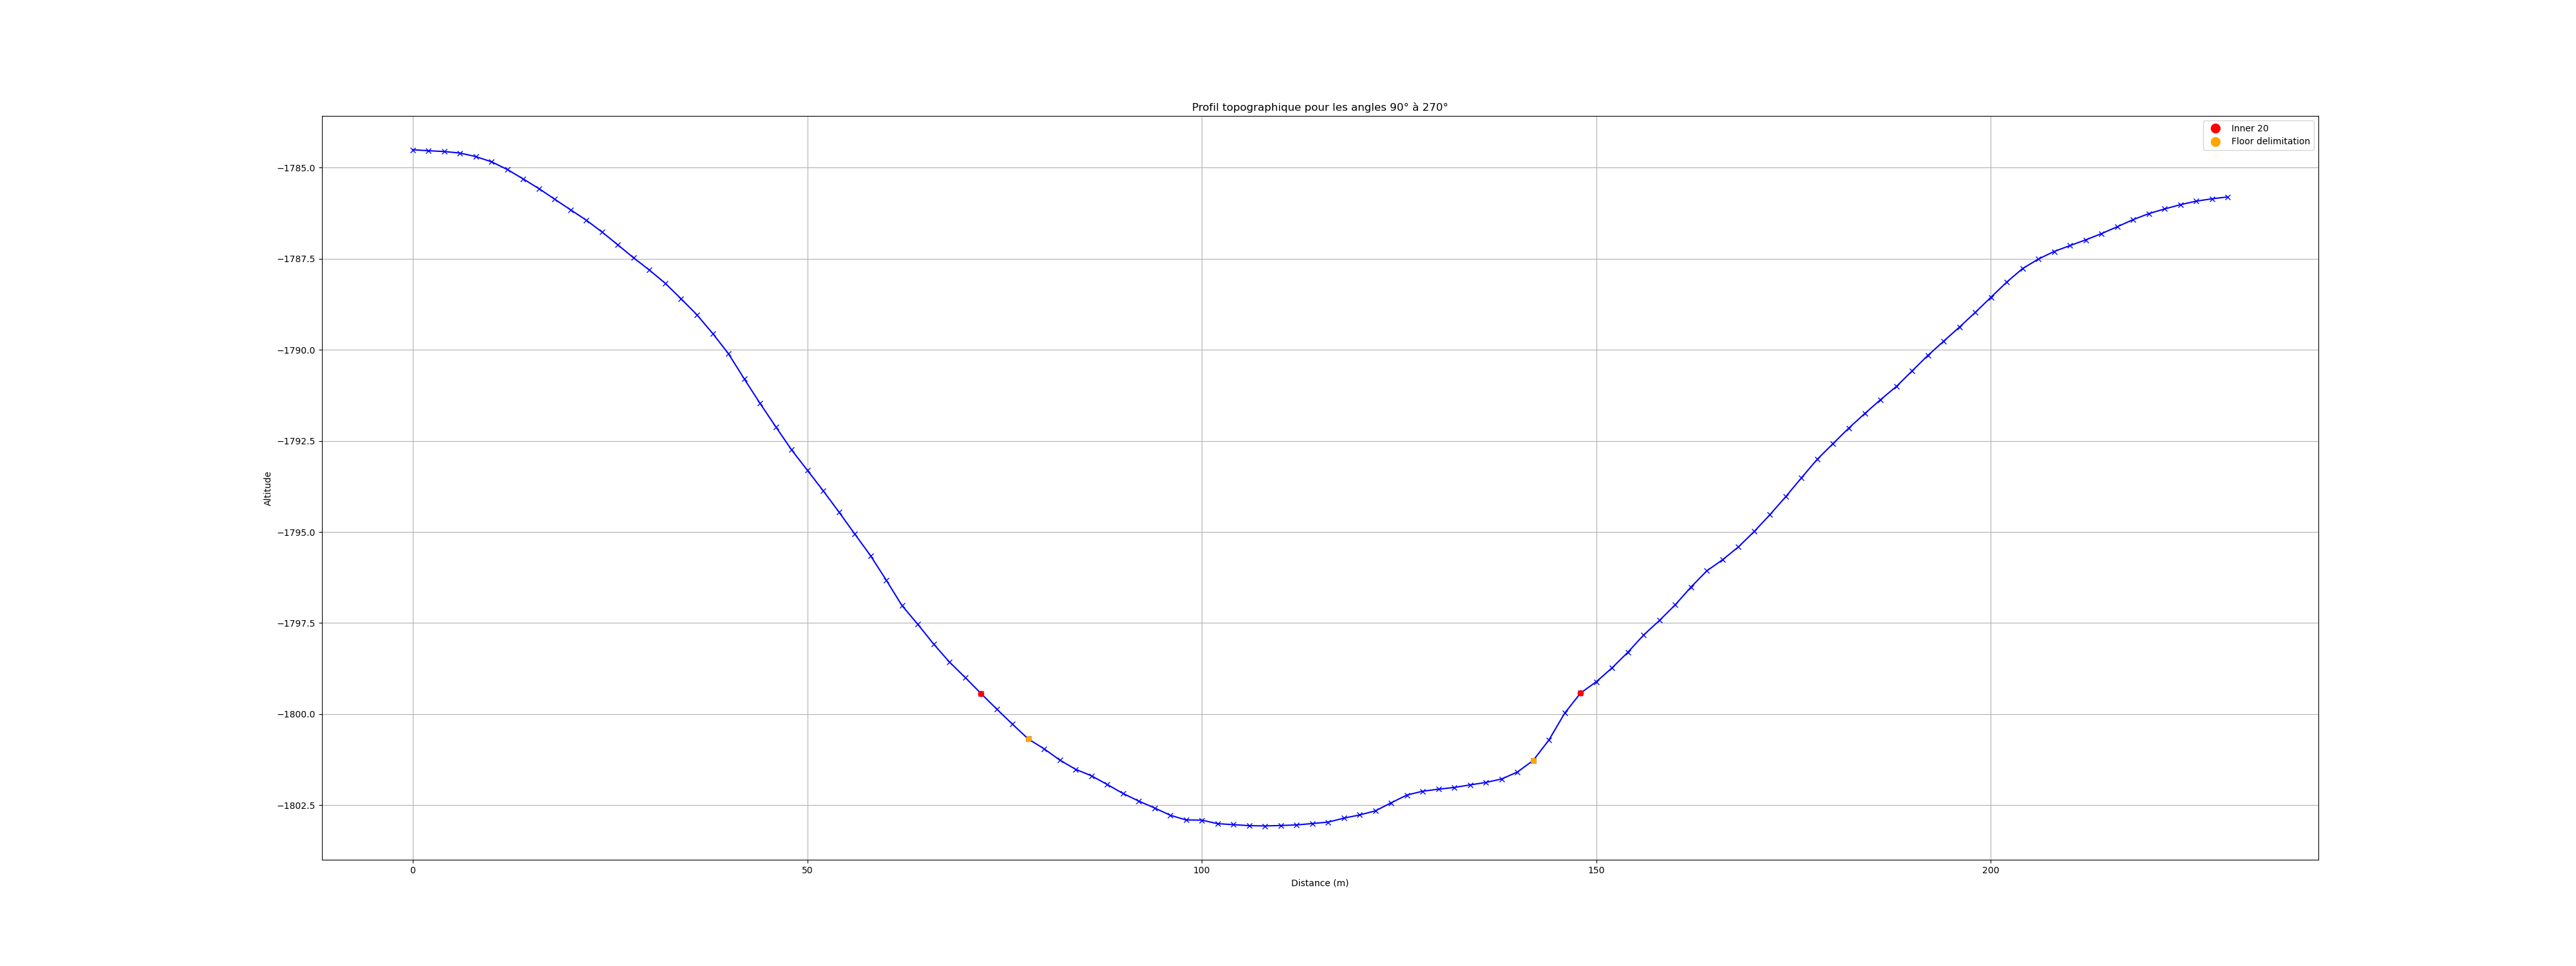 Profil topographique pour les angles 90° à 270°
Inner 20
Floor delimitation
−1785.0
−1787.5
−1790.0
−1792.5
−1795.0
−1797.5
−1800.0
−1802.5
Altitude
0
50
100
150
200
Distance (m)